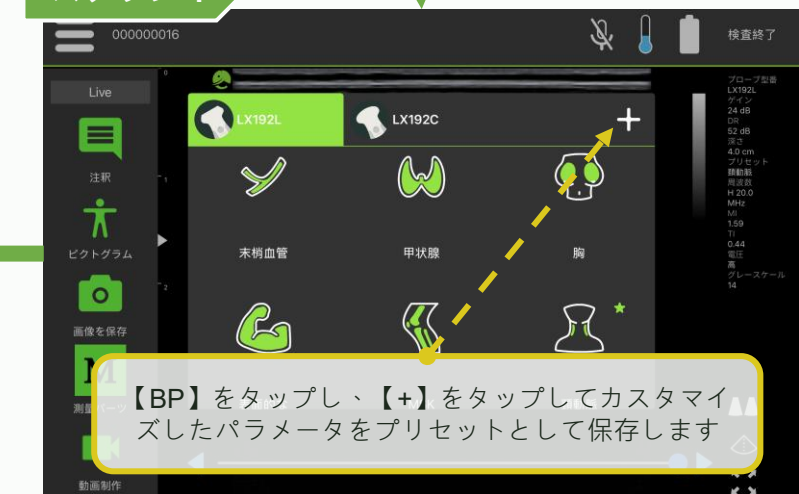 000000016
検査終了
Live
注釈
ピクトグラム
画像を保存
動画制作
LX192L
LX192C
+
末梢血管
甲状腺
胸
【BP】をタップし、【+】をタップしてカスタマイ
ズしたパラメータをプリセットとして保存します
0
1
2
プローブ型番
LX192L
ゲイン
24 dB
DR
52 dB
深さ
4.0 cm
プリセット
頚動脈
周波数
H 20.0
MHz
MI
1.59
TI
0.44
電圧
高
グレースケール
14